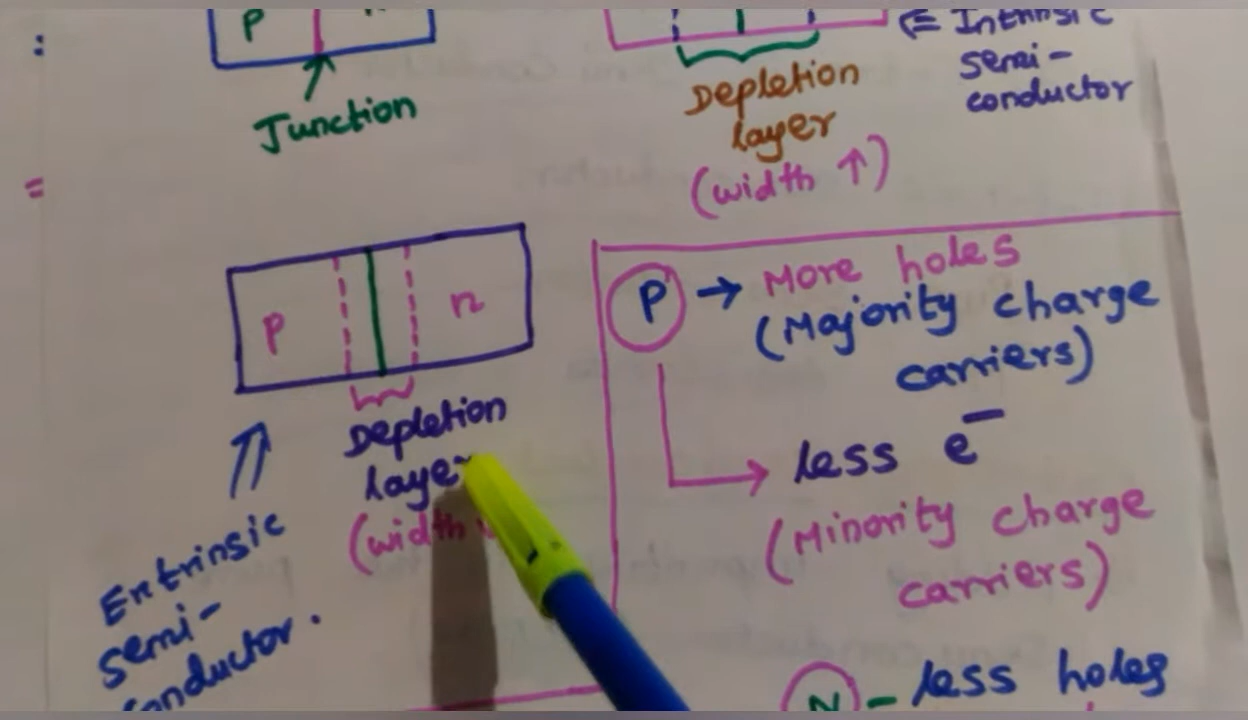 :
P
Junction
Depletion
layer
(width ↑)
Intrinsic
semi-
conductor
=
P n
Depletion
layer
(width
Extrinsic
semi-
conductor.
P → More holes
(Majority charge
carriers)
less e⁻
(Minority charge
carriers)
N - less holes